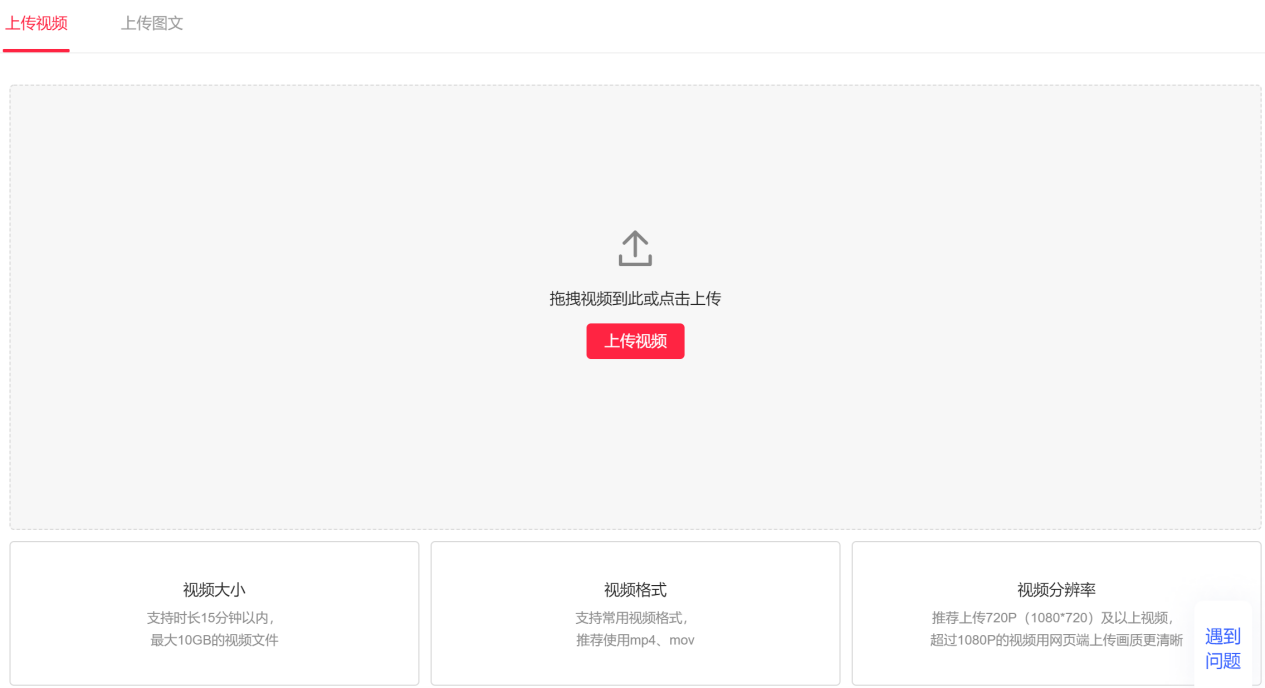 上传视频
上传图文
拖拽视频到此或点击上传
上传视频
视频大小
支持时长15分钟以内，
最大10GB的视频文件
视频格式
支持常用视频格式，
推荐使用mp4、mov
视频分辨率
推荐上传720P（1080*720）及以上视频，
超过1080P的视频用网页端上传画质更清晰
遇到
问题